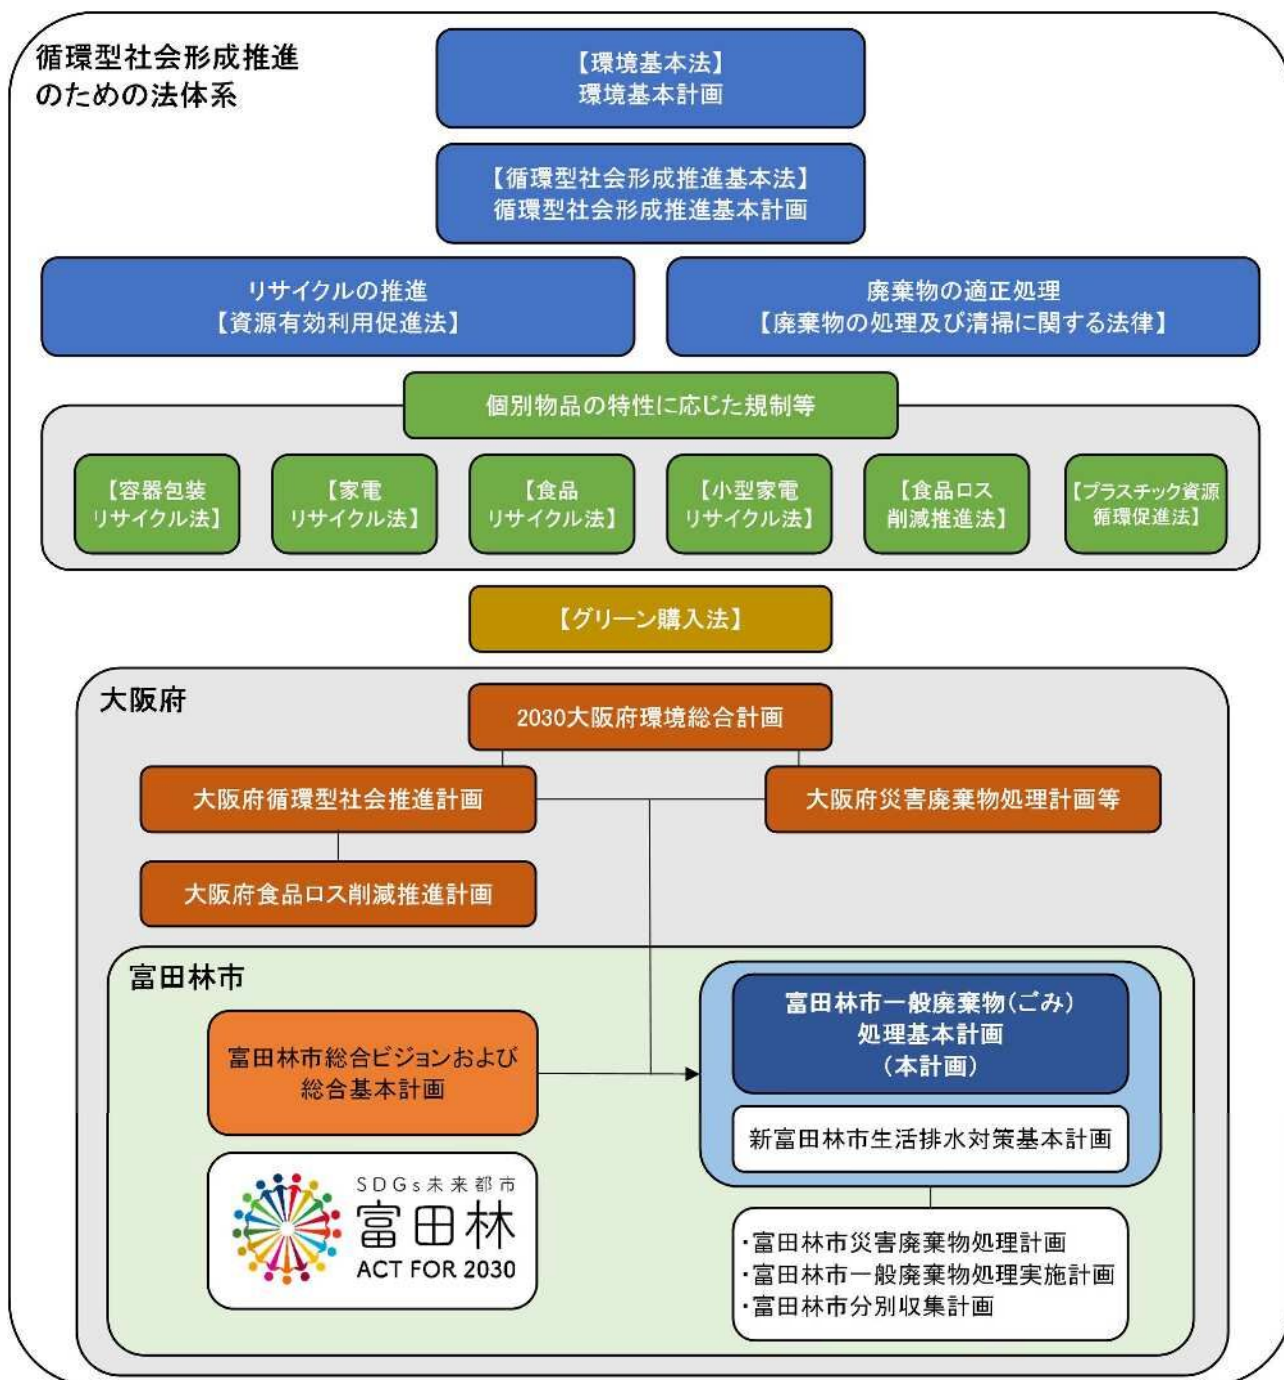 循環型社会形成推進
のための法体系
【環境基本法】
環境基本計画
【循環型社会形成推進基本法】
循環型社会形成推進基本計画
リサイクルの推進
【資源有効利用促進法】
廃棄物の適正処理
【廃棄物の処理及び清掃に関する法律】
個別物品の特性に応じた規制等
【容器包装
リサイクル法】
【家電
リサイクル法】
【食品
リサイクル法】
【小型家電
リサイクル法】
【食品ロス
削減推進法】
【プラスチック資源
循環促進法】
【グリーン購入法】
大阪府
2030大阪府環境総合計画
大阪府循環型社会推進計画
大阪府災害廃棄物処理計画等
大阪府食品ロス削減推進計画
富田林市
富田林市総合ビジョンおよび
総合基本計画
富田林市一般廃棄物(ごみ)
処理基本計画
(本計画)
新富田林市生活排水対策基本計画
SDGs未来都市
富田林
ACT FOR 2030
・富田林市災害廃棄物処理計画
・富田林市一般廃棄物処理実施計画
・富田林市分別収集計画